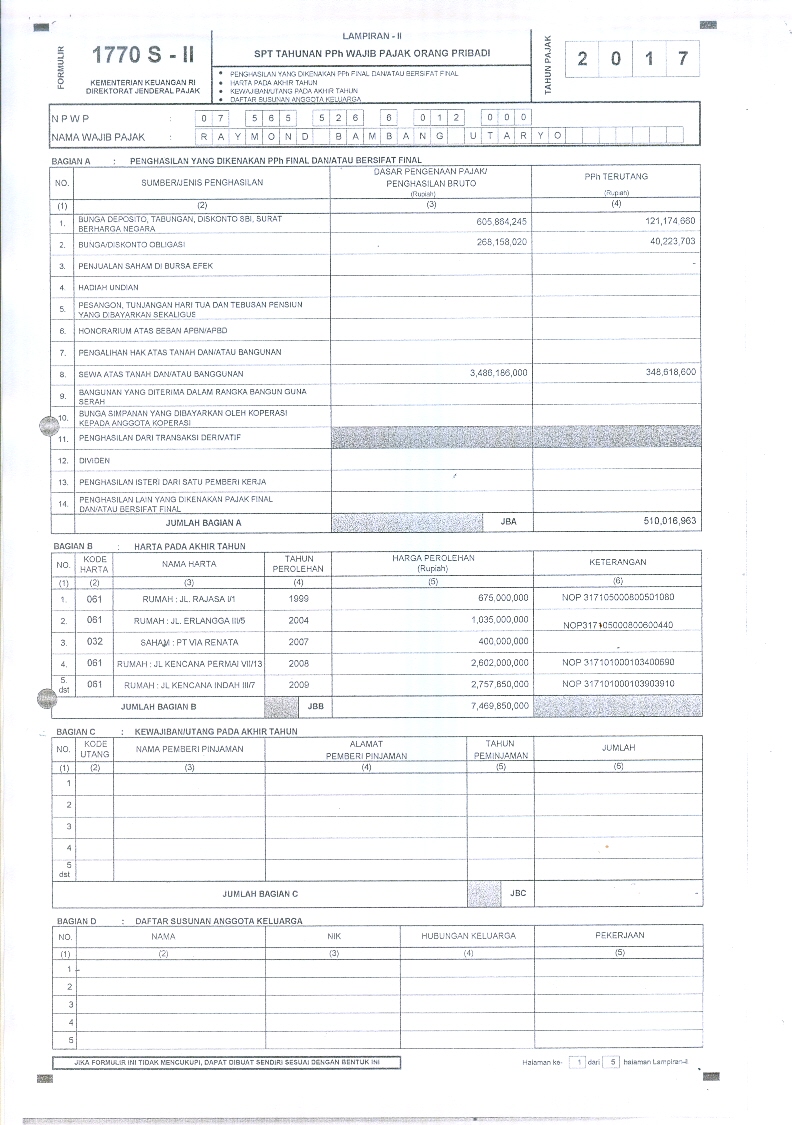 LAMPIRAN - II
FORMULIR
1770 S - II
SPT TAHUNAN PPh WAJIB PAJAK ORANG PRIBADI
KEMENTERIAN KEUANGAN RI
DIREKTORAT JENDERAL PAJAK
• PENGHASILAN YANG DIKENAKAN PPh FINAL DAN/ATAU BERSIFAT FINAL
• HARTA PADA AKHIR TAHUN
• KEWAJIBAN/UTANG PADA AKHIR TAHUN
• DAFTAR SUSUNAN ANGGOTA KELUARGA
TAHUN PAJAK
2 0 1 7
N P W P : 0 7 5 6 5 5 2 6 6 0 1 2 0 0 0
NAMA WAJIB PAJAK : R A Y M O N D B A M B A N G U T A R Y O
BAGIAN A : PENGHASILAN YANG DIKENAKAN PPh FINAL DAN/ATAU BERSIFAT FINAL
NO. SUMBER/JENIS PENGHASILAN DASAR PENGENAAN PAJAK/ PENGHASILAN BRUTO (Rupiah) PPh TERUTANG (Rupiah)
(1) (2) (3) (4)
1. BUNGA DEPOSITO, TABUNGAN, DISKONTO SBI, SURAT BERHARGA NEGARA 605,864,245 121,174,660
2. BUNGA/DISKONTO OBLIGASI 268,158,020 40,223,703
3. PENJUALAN SAHAM DI BURSA EFEK -
4. HADIAH UNDIAN
5. PESANGON, TUNJANGAN HARI TUA DAN TEBUSAN PENSIUN YANG DIBAYARKAN SEKALIGUS
6. HONORARIUM ATAS BEBAN APBN/APBD
7. PENGALIHAN HAK ATAS TANAH DAN/ATAU BANGUNAN
8. SEWA ATAS TANAH DAN/ATAU BANGGUNAN 3,486,186,000 348,618,600
9. BANGUNAN YANG DITERIMA DALAM RANGKA BANGUN GUNA SERAH
10. BUNGA SIMPANAN YANG DIBAYARKAN OLEH KOPERASI KEPADA ANGGOTA KOPERASI
11. PENGHASILAN DARI TRANSAKSI DERIVATIF
12. DIVIDEN
13. PENGHASILAN ISTERI DARI SATU PEMBERI KERJA
14. PENGHASILAN LAIN YANG DIKENAKAN PAJAK FINAL DAN/ATAU BERSIFAT FINAL
JUMLAH BAGIAN A JBA 510,016,963
BAGIAN B : HARTA PADA AKHIR TAHUN
NO. KODE HARTA NAMA HARTA TAHUN PEROLEHAN HARGA PEROLEHAN (Rupiah) KETERANGAN
(1) (2) (3) (4) (5) (6)
1. 061 RUMAH : JL. RAJASA I/1 1999 675,000,000 NOP 317105000800501080
2. 061 RUMAH : JL. ERLANGGA III/5 2004 1,035,000,000 NOP317105000800600440
3. 032 SAHAM : PT VIA RENATA 2007 400,000,000 -
4. 061 RUMAH : JL KENCANA PERMAI VII/13 2008 2,602,000,000 NOP 317101000103400690
5. dst 061 RUMAH : JL KENCANA INDAH III/7 2009 2,757,850,000 NOP 317101000103903910
JUMLAH BAGIAN B JBB 7,469,850,000
BAGIAN C : KEWAJIBAN/UTANG PADA AKHIR TAHUN
NO. KODE UTANG NAMA PEMBERI PINJAMAN ALAMAT PEMBERI PINJAMAN TAHUN PEMINJAMAN JUMLAH
(1) (2) (3) (4) (5) (5)
1
2
3
4
5 dst
JUMLAH BAGIAN C JBC -
BAGIAN D : DAFTAR SUSUNAN ANGGOTA KELUARGA
NO. NAMA NIK HUBUNGAN KELUARGA PEKERJAAN
(1) (2) (3) (4) (5)
1
2
3
4
5
JIKA FORMULIR INI TIDAK MENCUKUPI, DAPAT DIBUAT SENDIRI SESUAI DENGAN BENTUK INI
Halaman ke- 1 dari 5 halaman Lampiran-II